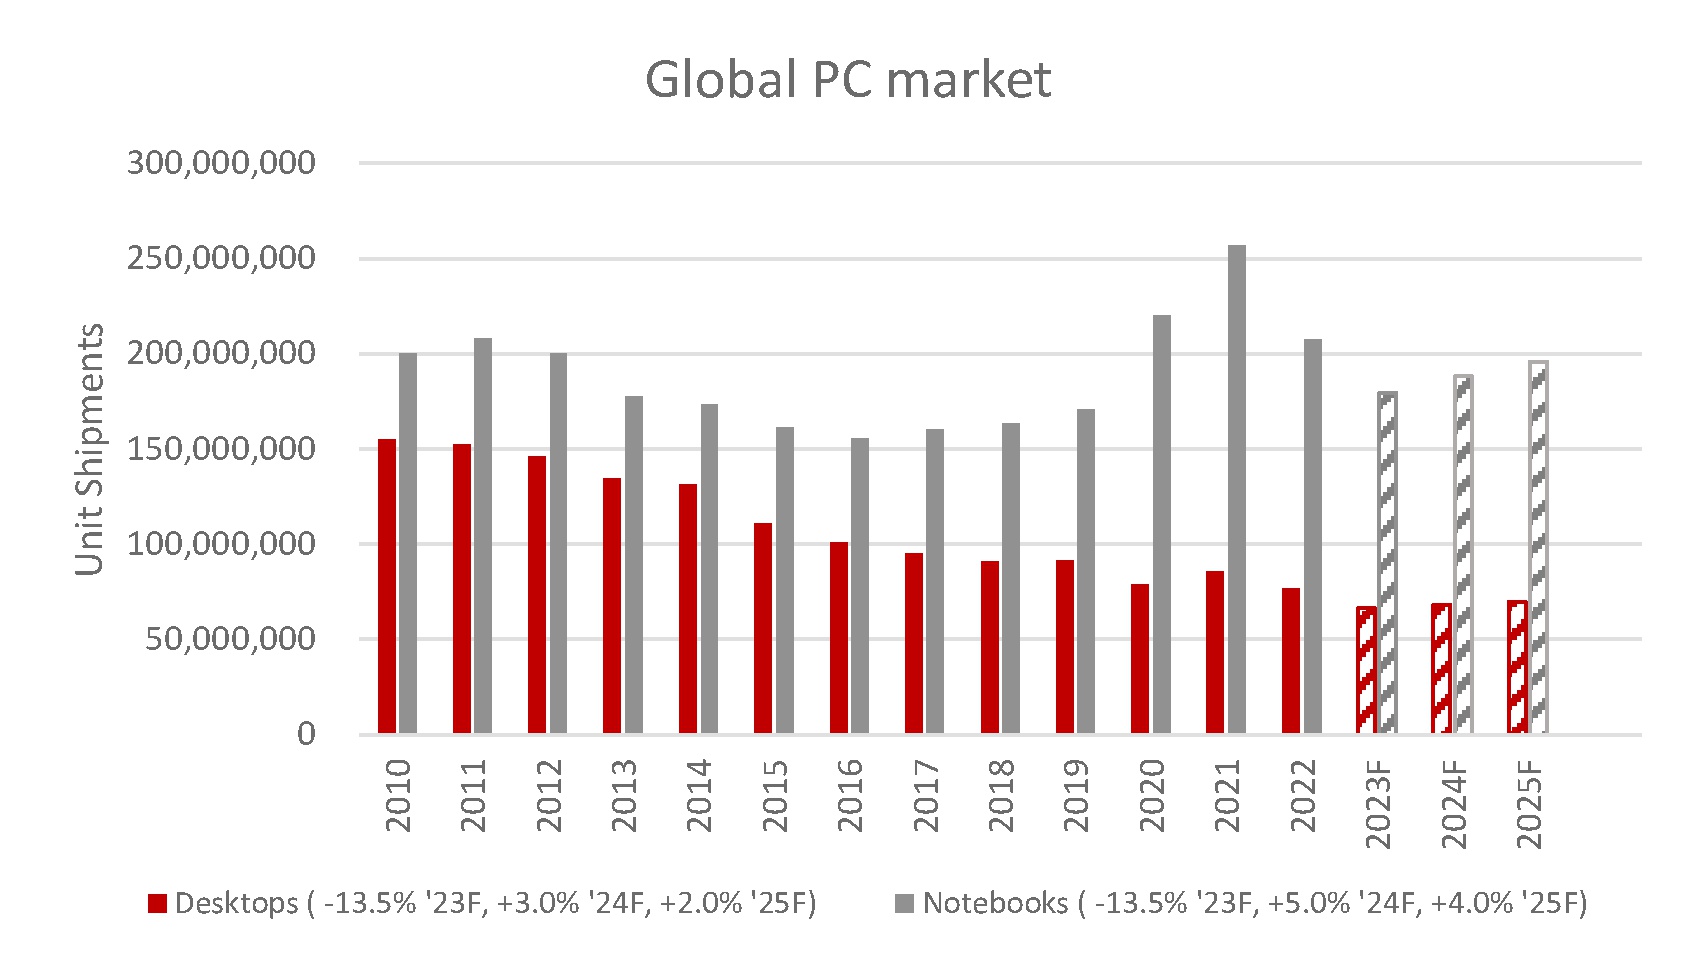 Global PC market
300,000,000
250,000,000
200,000,000
150,000,000
100,000,000
50,000,000
0
Unit Shipments
2010
2011
2012
2013
2014
2015
2016
2017
2018
2019
2020
2021
2022
2023F
2024F
2025F
Desktops ( -13.5% '23F, +3.0% '24F, +2.0% '25F)
Notebooks ( -13.5% '23F, +5.0% '24F, +4.0% '25F)